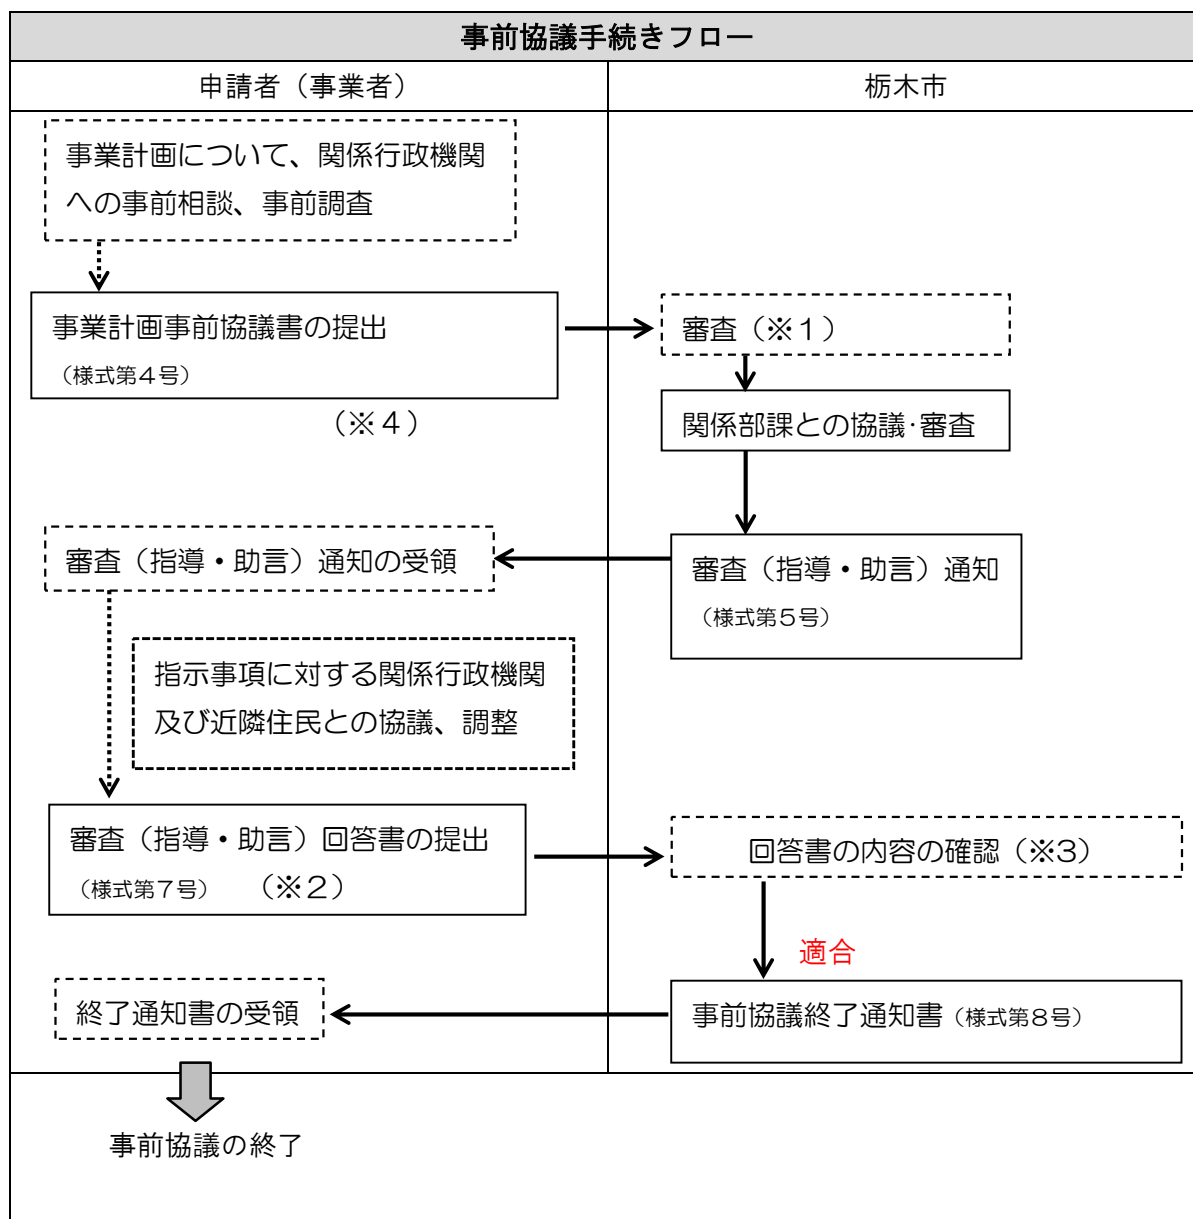 事前協議手続きフロー
申請者（事業者）
栃木市
事業計画について、関係行政機関
への事前相談、事前調査
事業計画事前協議書の提出
（様式第４号）
（※４）
審査（※１）
関係部課との協議･審査
審査（指導・助言）通知の受領
審査（指導・助言）通知
（様式第５号）
指示事項に対する関係行政機関
及び近隣住民との協議、調整
審査（指導・助言）回答書の提出
（様式第７号）　（※２）
回答書の内容の確認（※３）
適合
終了通知書の受領
事前協議終了通知書（様式第８号）
事前協議の終了